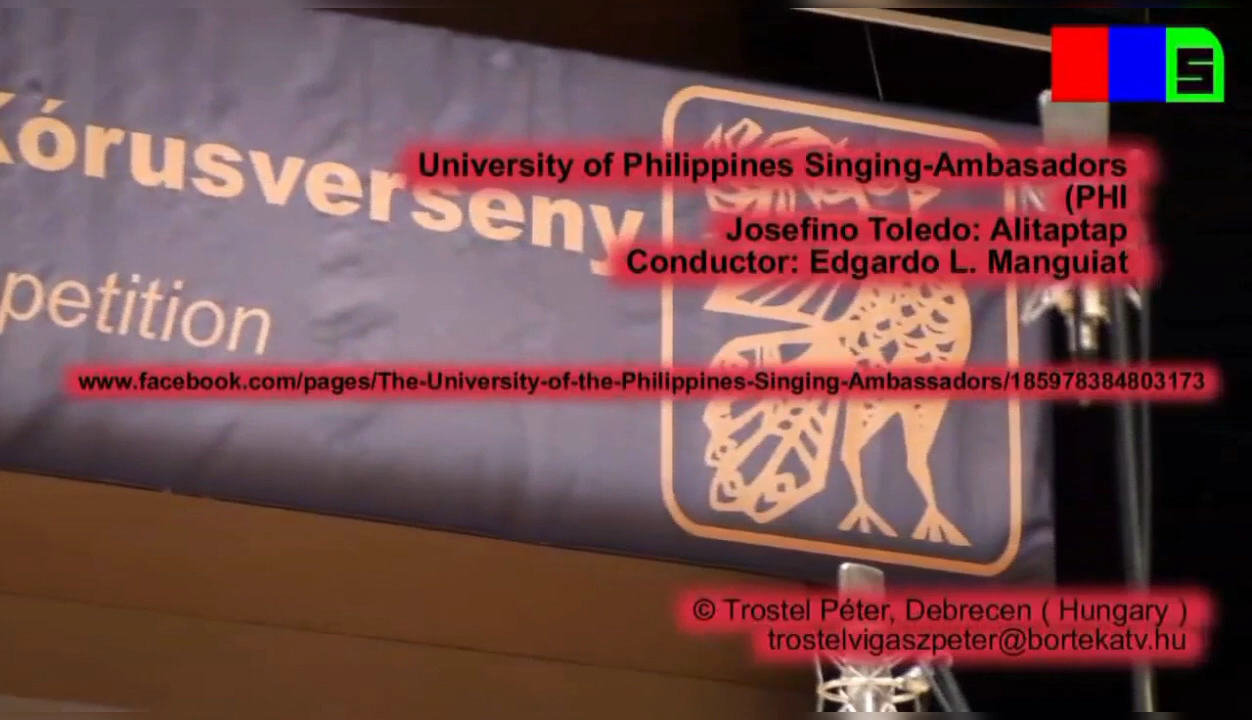 Kórusverseny
petition
University of Philippines Singing-Ambasadors
(PHI
Josefino Toledo: Alitaptap
Conductor: Edgardo L. Manguiat
www.facebook.com/pages/The-University-of-the-Philippines-Singing-Ambassadors/185978384803173
© Trostel Péter, Debrecen ( Hungary )
trostelvigaszpeter@bortekatv.hu
S